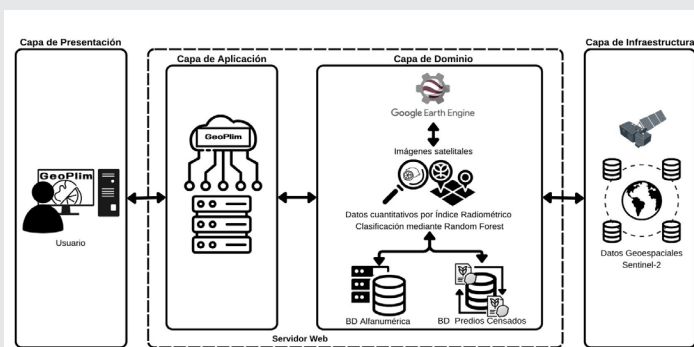 Capa de Presentación
Capa de Aplicación
Capa de Dominio
Capa de Infraestructura
GeoPlim
Usuario
GeoPlim
Google Earth Engine
Imágenes satelitales
Datos cuantitativos por Índice Radiométrico
Clasificación mediante Random Forest
BD Alfanumérica
BD Predios Censados
Datos Geoespaciales
Sentinel-2
Servidor Web